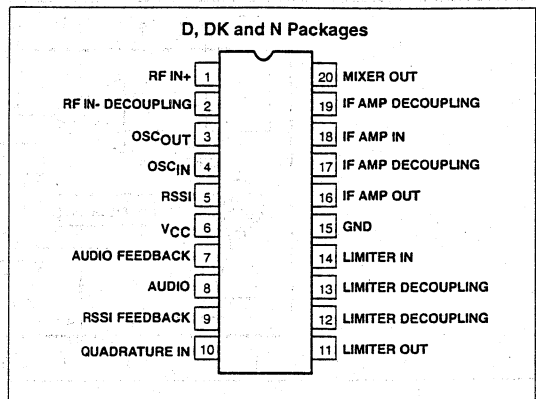 D, DK and N Packages
RF IN+ 1 20 MIXER OUT
RF IN- DECOUPLING 2 19 IF AMP DECOUPLING
OSCOUT 3 18 IF AMP IN
OSCIN 4 17 IF AMP DECOUPLING
RSSI 5 16 IF AMP OUT
VCC 6 15 GND
AUDIO FEEDBACK 7 14 LIMITER IN
AUDIO 8 13 LIMITER DECOUPLING
RSSI FEEDBACK 9 12 LIMITER DECOUPLING
QUADRATURE IN 10 11 LIMITER OUT